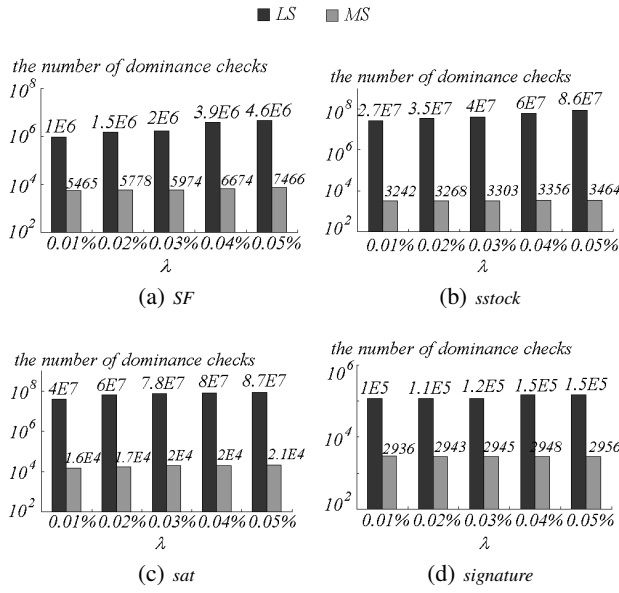 LS MS
the number of dominance checks
10^8
10^6
10^4
10^2
1E6 1.5E6 2E6 3.9E6 4.6E6
5465 5778 5974 6674 7466
0.01% 0.02% 0.03% 0.04% 0.05%
λ
(a) SF
the number of dominance checks
10^8
10^6
10^4
10^2
2.7E7 3.5E7 4E7 6E7 8.6E7
3242 3268 3303 3356 3464
0.01% 0.02% 0.03% 0.04% 0.05%
λ
(b) sstock
the number of dominance checks
10^8
10^6
10^4
10^2
4E7 6E7 7.8E7 8E7 8.7E7
1.6E4 1.7E4 2E4 2E4 2.1E4
0.01% 0.02% 0.03% 0.04% 0.05%
λ
(c) sat
the number of dominance checks
10^6
10^4
10^2
1E5 1.1E5 1.2E5 1.5E5 1.5E5
2936 2943 2945 2948 2956
0.01% 0.02% 0.03% 0.04% 0.05%
λ
(d) signature